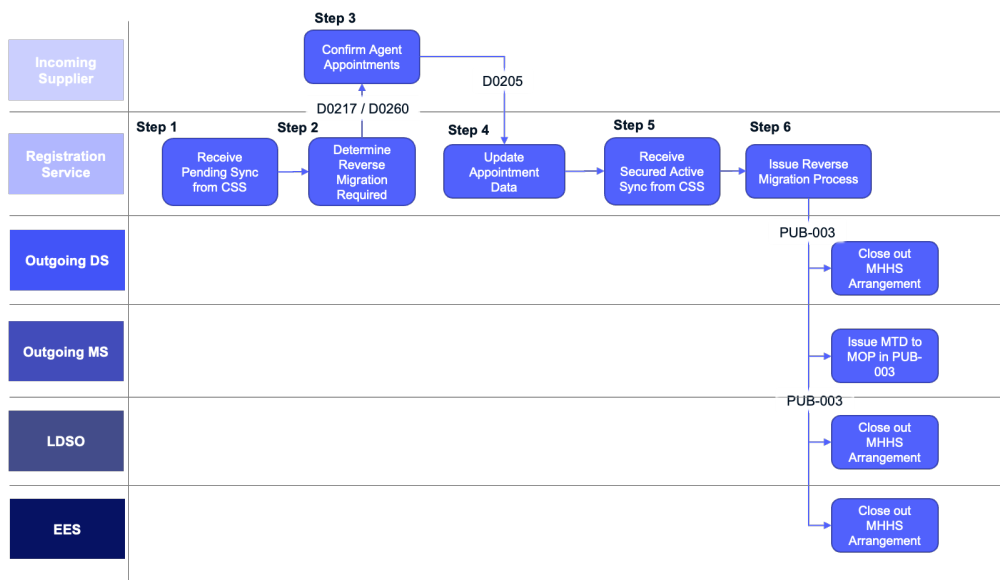 Step 3
Incoming
Supplier
Confirm Agent
Appointments
D0205
D0217 / D0260
Step 1
Step 2
Step 4
Step 5
Step 6
Registration
Service
Receive
Pending Sync
from CSS
Determine
Reverse
Migration
Required
Update
Appointment
Data
Receive
Secured Active
Sync from CSS
Issue Reverse
Migration Process
PUB-003
Outgoing DS
Close out
MHHS
Arrangement
Outgoing MS
Issue MTD to
MOP in PUB-
003
PUB-003
LDSO
Close out
MHHS
Arrangement
EES
Close out
MHHS
Arrangement